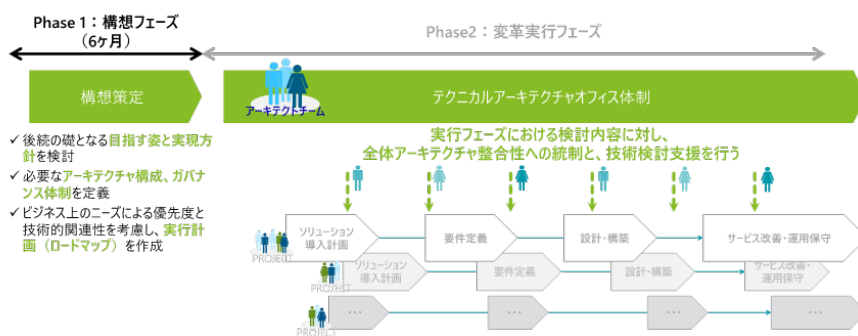 Phase 1：構想フェーズ
（6ヶ月）
Phase2：変革実行フェーズ
構想策定
テクニカルアーキテクチャオフィス体制
アーキテクトチーム
✓ 後続の礎となる目指す姿と実現方
針を検討
✓ 必要なアーキテクチャ構成、ガバ
ナンス体制を定義
✓ ビジネス上のニーズによる優先度と
技術的関連性を考慮し、実行計
画（ロードマップ）を作成
実行フェーズにおける検討内容に対し、
全体アーキテクチャ整合性への統制と、技術検討支援を行う
PROJECT
ソリューション
導入計画
要件定義
設計・構築
サービス改善・運用保守
PROJECT
ソリューション
導入計画
要件定義
設計・構築
サービス改善・
運用保守
PROJECT
…
…
…
…